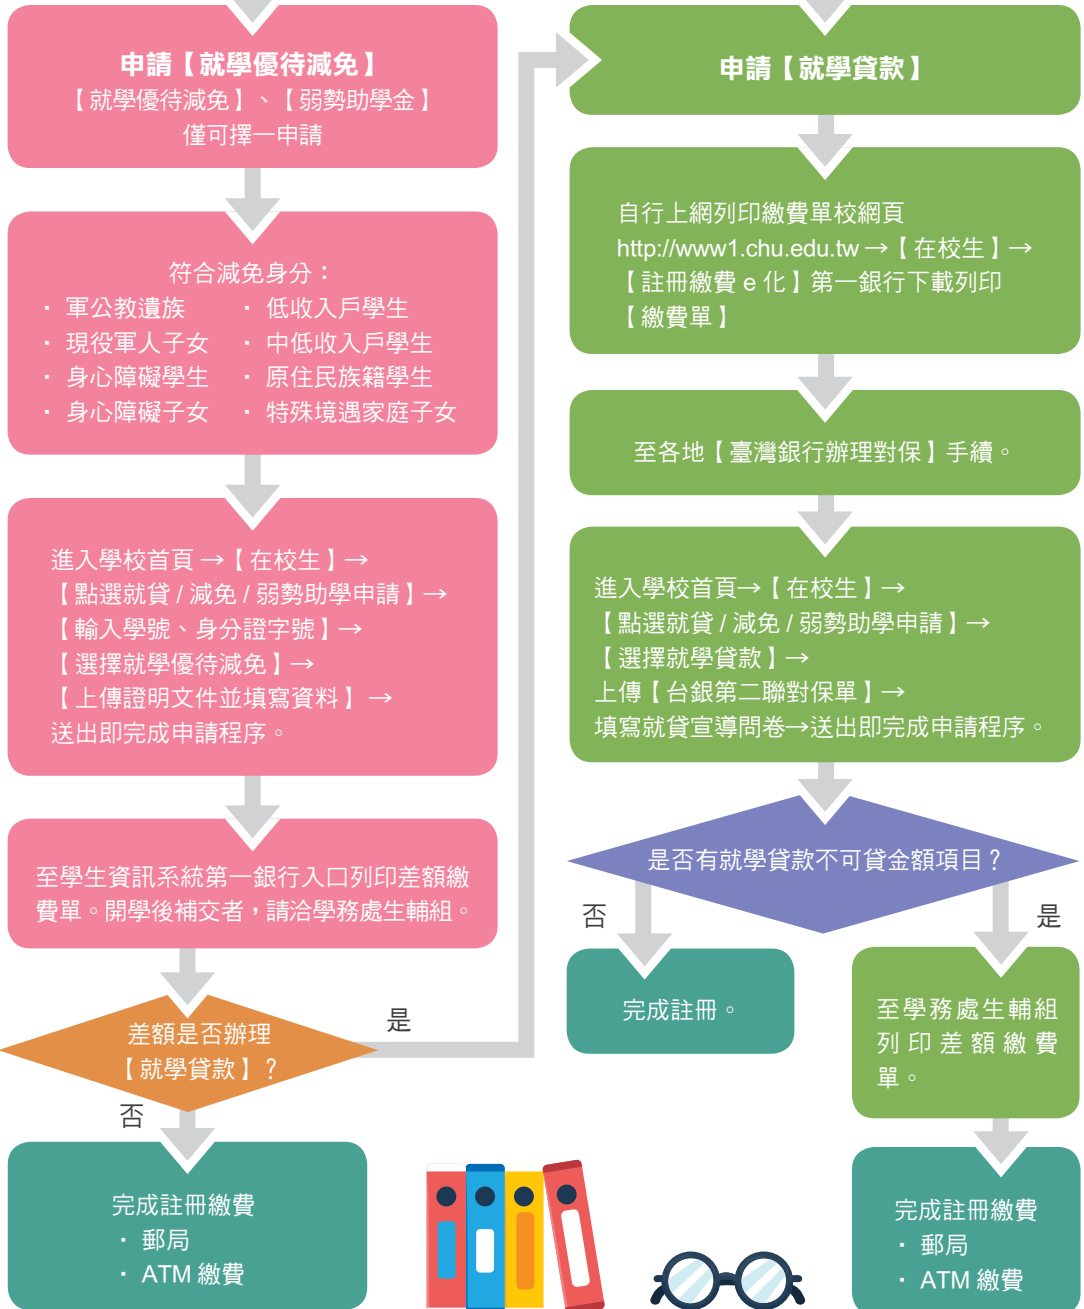 申請【就學優待減免】
【就學優待減免】、【弱勢助學金】
僅可擇一申請
符合減免身分：
· 軍公教遺族
· 現役軍人子女
· 身心障礙學生
· 身心障礙子女
· 低收入戶學生
· 中低收入戶學生
· 原住民族籍學生
· 特殊境遇家庭子女
進入學校首頁→【在校生】→
【點選就貸 / 減免 / 弱勢助學申請】→
【輸入學號、身分證字號】→
【選擇就學優待減免】→
【上傳證明文件並填寫資料】→
送出即完成申請程序。
至學生資訊系統第一銀行入口列印差額繳
費單。開學後補交者，請洽學務處生輔組。
差額是否辦理
【就學貸款】？
是
否
完成註冊繳費
· 郵局
· ATM 繳費
申請【就學貸款】
自行上網列印繳費單校網頁
http://www1.chu.edu.tw→【在校生】→
【註冊繳費 e 化】第一銀行下載列印
【繳費單】
至各地【臺灣銀行辦理對保】手續。
進入學校首頁→【在校生】→
【點選就貸 / 減免 / 弱勢助學申請】→
【選擇就學貸款】→
上傳【台銀第二聯對保單】→
填寫就貸宣導問卷→送出即完成申請程序。
是否有就學貸款不可貸金額項目？
否
是
完成註冊。
至學務處生輔組
列印差額繳費
單。
完成註冊繳費
· 郵局
· ATM 繳費